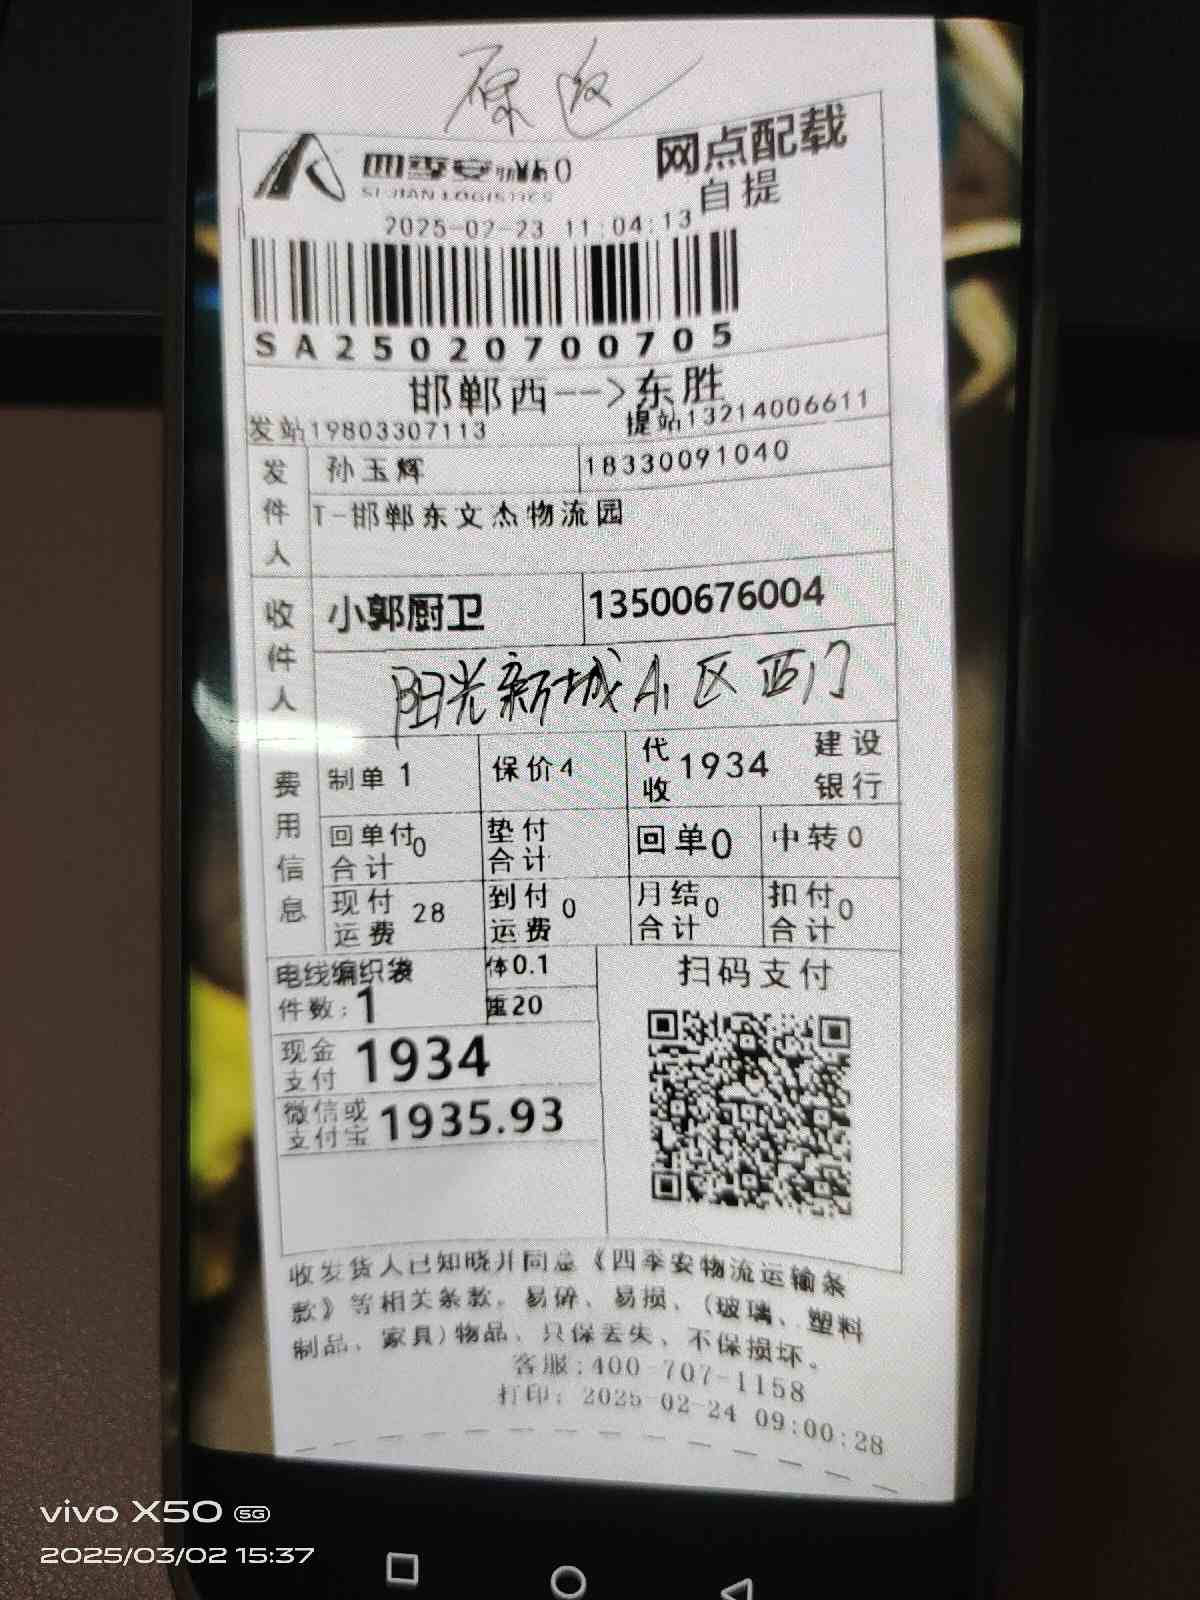 原返
四季安物流0
SI JIAN LOGISTICS
网点配载
自提
2025-02-23 11:04:13
SA25020700705
邯郸西-->东胜
发站19803307113 提站13214006611
发件人 孙玉辉 18330091040
T-邯郸东文杰物流园
收件人 小郭厨卫 13500676004
阳光新城A1区西门
费用信息
制单 1 保价4 代收1934 建设银行
回单付合计0 垫付合计 回单0 中转0
现付运费 28 到付运费 0 月结合计0 扣付合计0
电线编织袋 体0.1
件数:1 重20
扫码支付
现金支付 1934
微信或支付宝 1935.93
收发货人已知晓并同意《四季安物流运输条
款》等相关条款。易碎、易损、(玻璃、塑料
制品、家具)物品、只保丢失、不保损坏。
客服:400-707-1158
打印: 2025-02-24 09:00:28
vivo X50 5G
2025/03/02 15:37